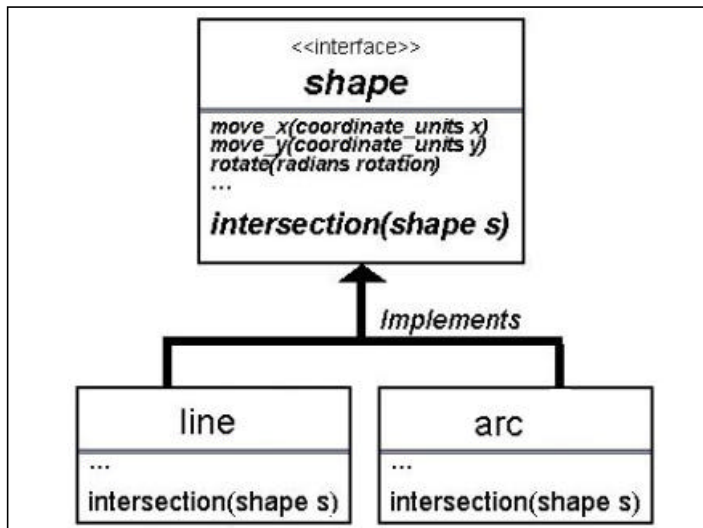 <<interface>>
shape
move_x(coordinate_units x)
move_y(coordinate_units y)
rotate(radians rotation)
...
intersection(shape s)
Implements
line
...
intersection(shape s)
arc
...
intersection(shape s)